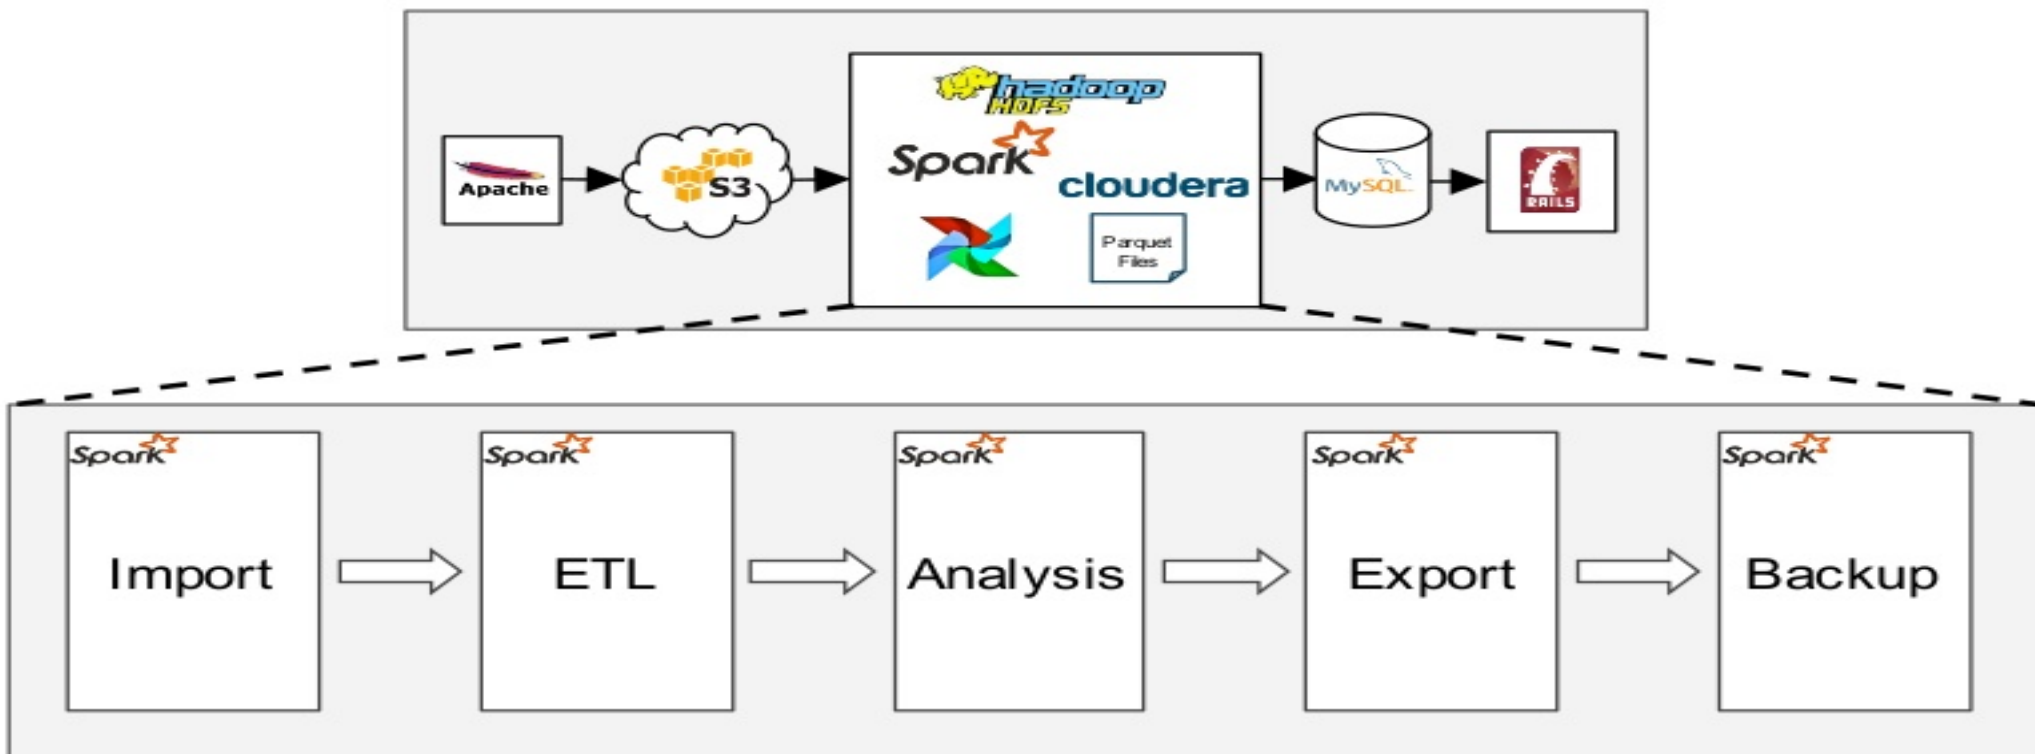 hadoop
HDFS
Spark
Apache
S3
cloudera
MySQL
RAILS
Parquet
Files
Spark
Spark
Spark
Spark
Spark
Import
ETL
Analysis
Export
Backup